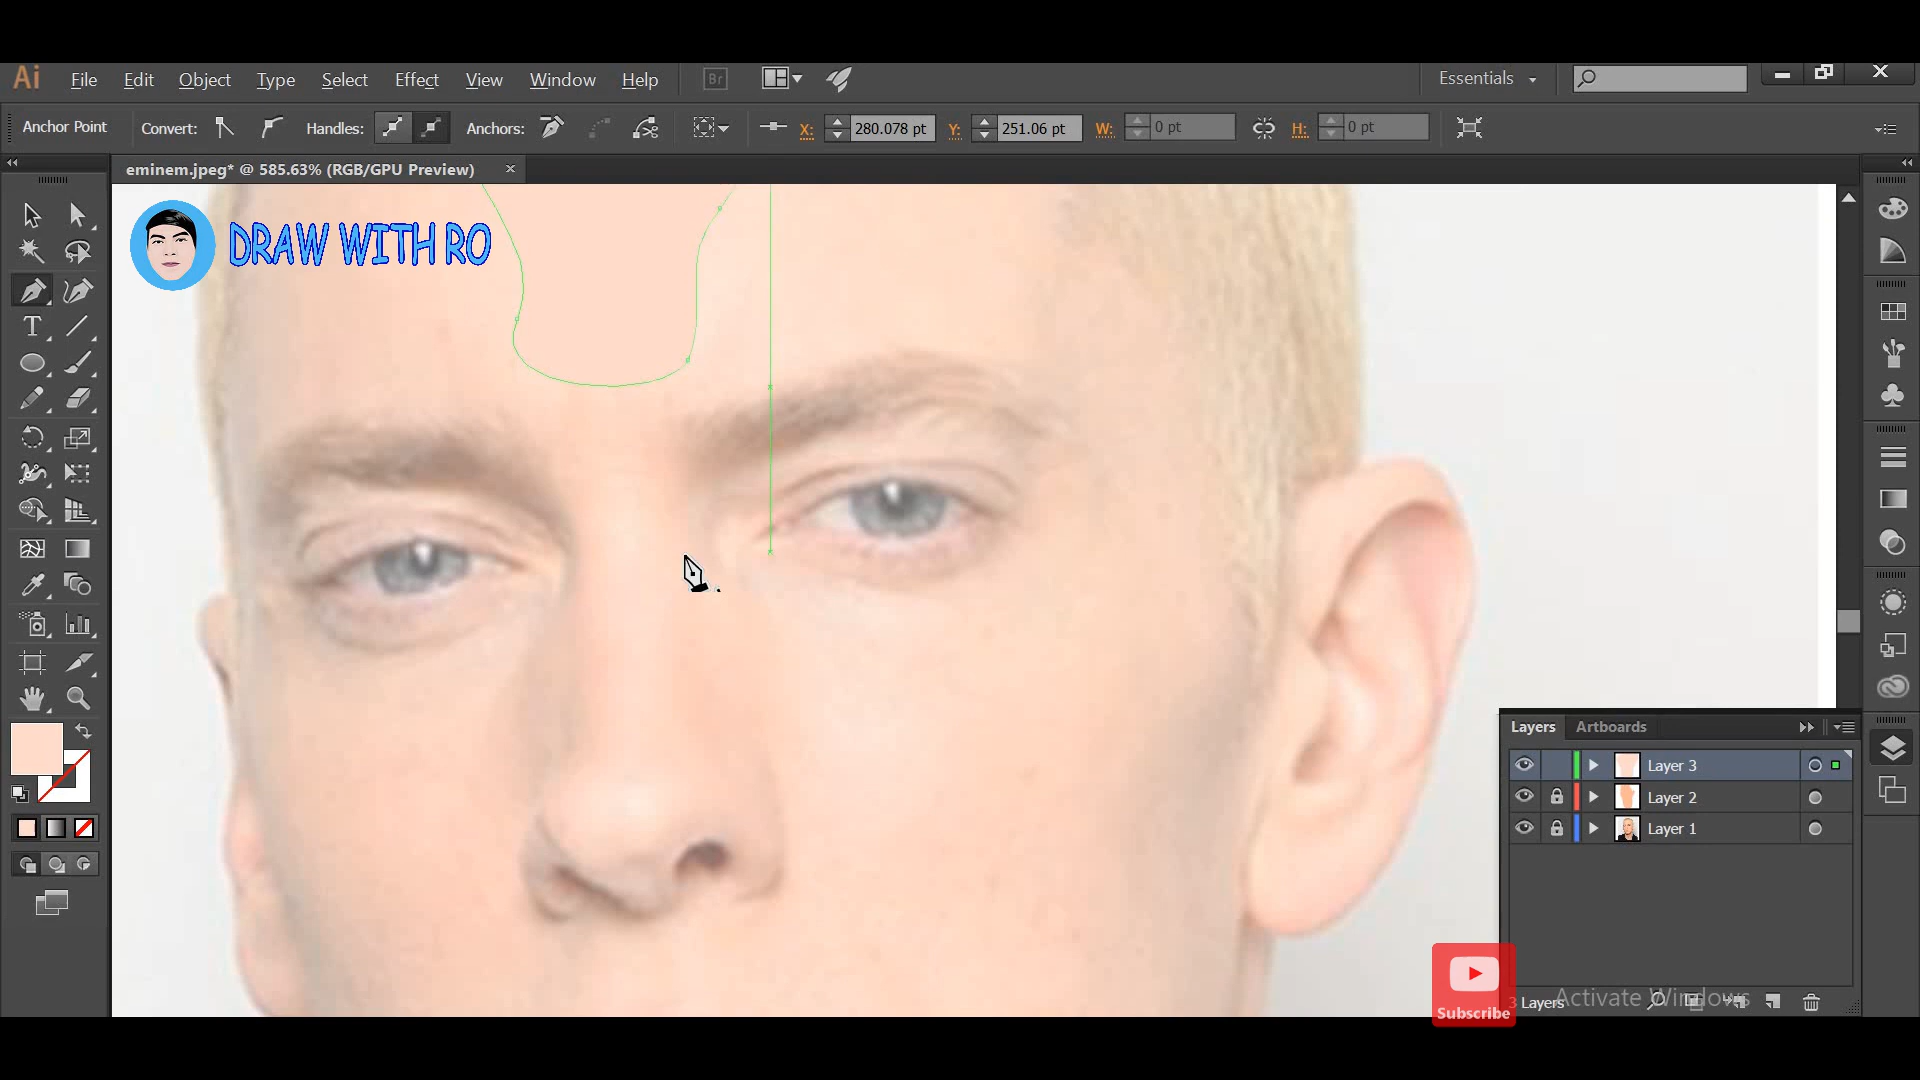 Ai File Edit Object Type Select Effect View Window Help Br Essentials
Anchor Point Convert: Handles: Anchors: X: 280.078 pt Y: 251.06 pt W: 0 pt H: 0 pt
eminem.jpeg* @ 585.63% (RGB/GPU Preview)
DRAW WITH RO
Layers Artboards
Layer 3
Layer 2
Layer 1
3 Layers
Activate Windows
Subscribe